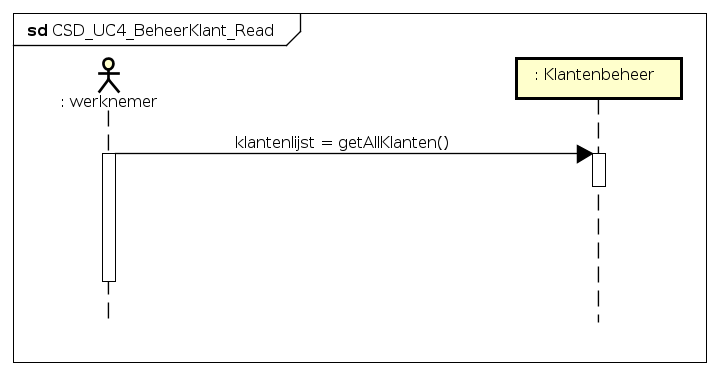 sd CSD_UC4_BeheerKlant_Read
: werknemer
: Klantenbeheer
klantenlijst = getAllKlanten()